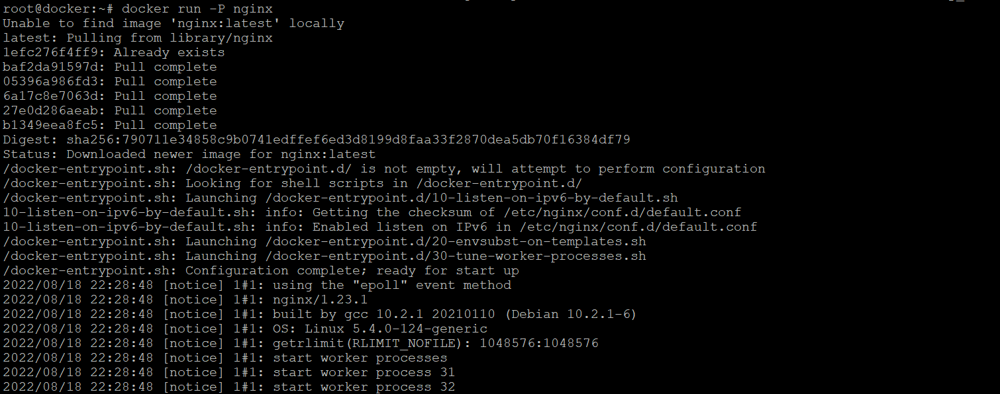 root@docker:~# docker run -P nginx
Unable to find image 'nginx:latest' locally
latest: Pulling from library/nginx
1efc276f4ff9: Already exists
baf2da91597d: Pull complete
05396a986fd3: Pull complete
6a17c8e7063d: Pull complete
27e0d286aeab: Pull complete
b1349eea8fc5: Pull complete
Digest: sha256:790711e34858c9b0741edffef6ed3d8199d8faa33f2870dea5db70f16384df79
Status: Downloaded newer image for nginx:latest
/docker-entrypoint.sh: /docker-entrypoint.d/ is not empty, will attempt to perform configuration
/docker-entrypoint.sh: Looking for shell scripts in /docker-entrypoint.d/
/docker-entrypoint.sh: Launching /docker-entrypoint.d/10-listen-on-ipv6-by-default.sh
10-listen-on-ipv6-by-default.sh: info: Getting the checksum of /etc/nginx/conf.d/default.conf
10-listen-on-ipv6-by-default.sh: info: Enabled listen on IPv6 in /etc/nginx/conf.d/default.conf
/docker-entrypoint.sh: Launching /docker-entrypoint.d/20-envsubst-on-templates.sh
/docker-entrypoint.sh: Launching /docker-entrypoint.d/30-tune-worker-processes.sh
/docker-entrypoint.sh: Configuration complete; ready for start up
2022/08/18 22:28:48 [notice] 1#1: using the "epoll" event method
2022/08/18 22:28:48 [notice] 1#1: nginx/1.23.1
2022/08/18 22:28:48 [notice] 1#1: built by gcc 10.2.1 20210110 (Debian 10.2.1-6)
2022/08/18 22:28:48 [notice] 1#1: OS: Linux 5.4.0-124-generic
2022/08/18 22:28:48 [notice] 1#1: getrlimit(RLIMIT_NOFILE): 1048576:1048576
2022/08/18 22:28:48 [notice] 1#1: start worker processes
2022/08/18 22:28:48 [notice] 1#1: start worker process 31
2022/08/18 22:28:48 [notice] 1#1: start worker process 32